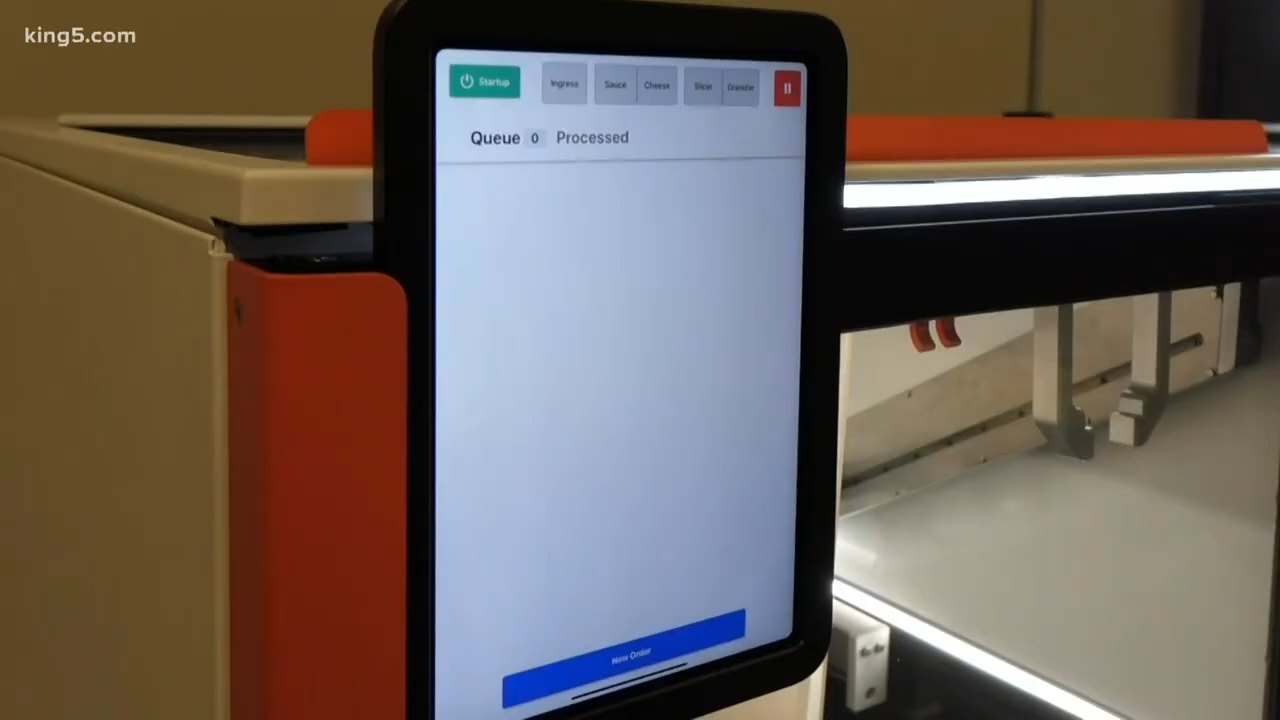 king5.com
Startup Ingress Sauce Cheese Slicer Granular
Queue 0 Processed
New Order